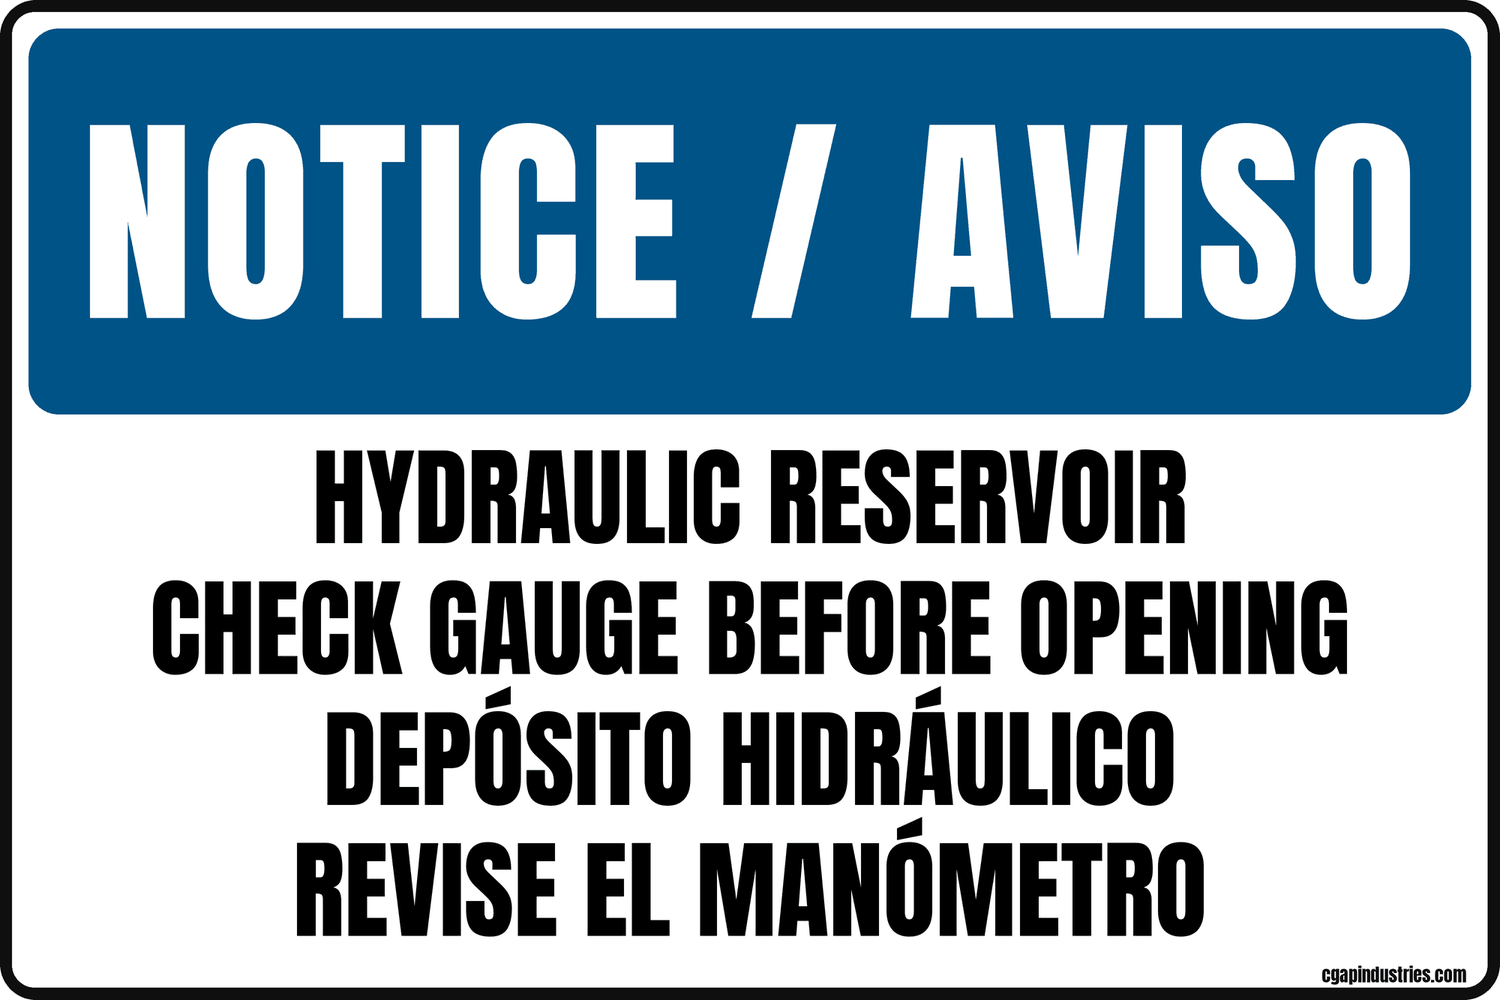 NOTICE / AVISO
HYDRAULIC RESERVOIR
CHECK GAUGE BEFORE OPENING
DEPÓSITO HIDRÁULICO
REVISE EL MANÓMETRO
cgapindustries.com